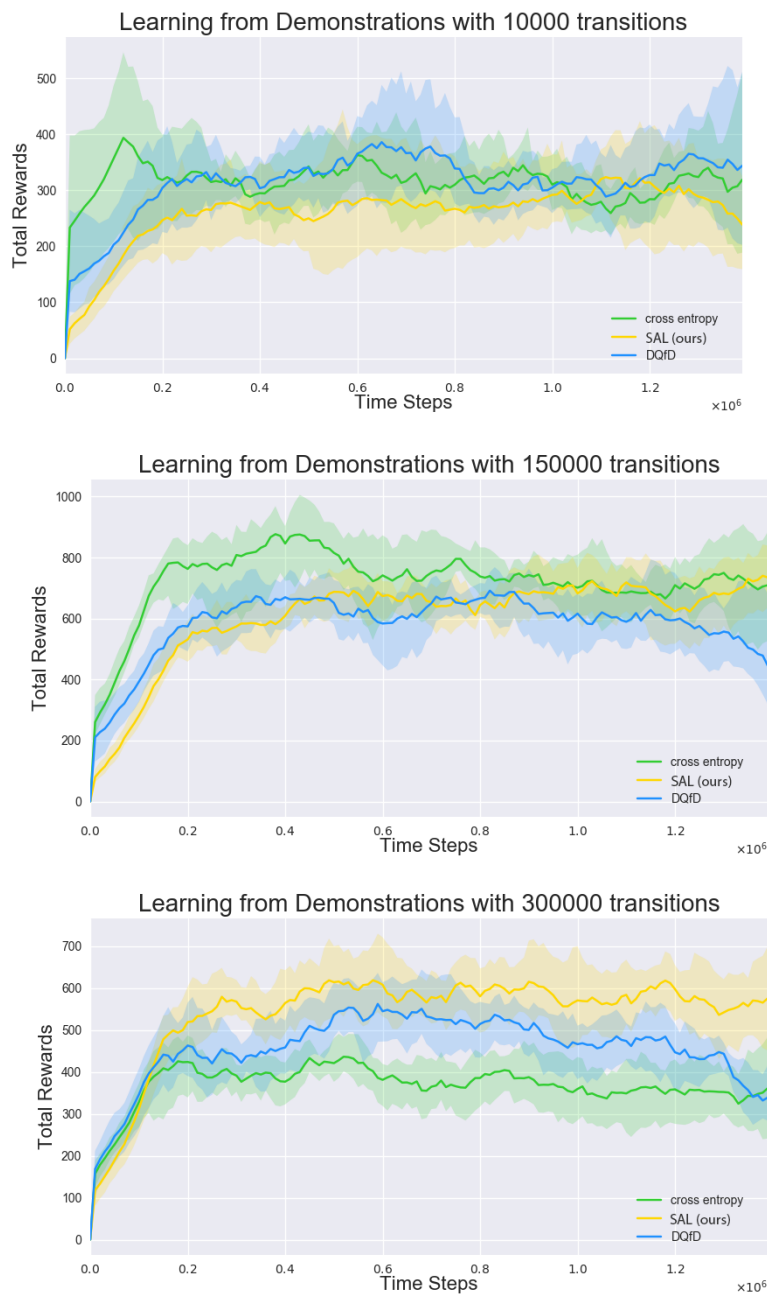 Learning from Demonstrations with 10000 transitions
500
400
300
200
100
0
Total Rewards
cross entropy
SAL (ours)
DQfD
0.0 0.2 0.4 0.6 0.8 1.0 1.2
Time Steps
×10⁶
Learning from Demonstrations with 150000 transitions
1000
800
600
400
200
0
Total Rewards
cross entropy
SAL (ours)
DQfD
0.0 0.2 0.4 0.6 0.8 1.0 1.2
Time Steps
×10⁶
Learning from Demonstrations with 300000 transitions
700
600
500
400
300
200
100
0
Total Rewards
cross entropy
SAL (ours)
DQfD
0.0 0.2 0.4 0.6 0.8 1.0 1.2
Time Steps
×10⁶